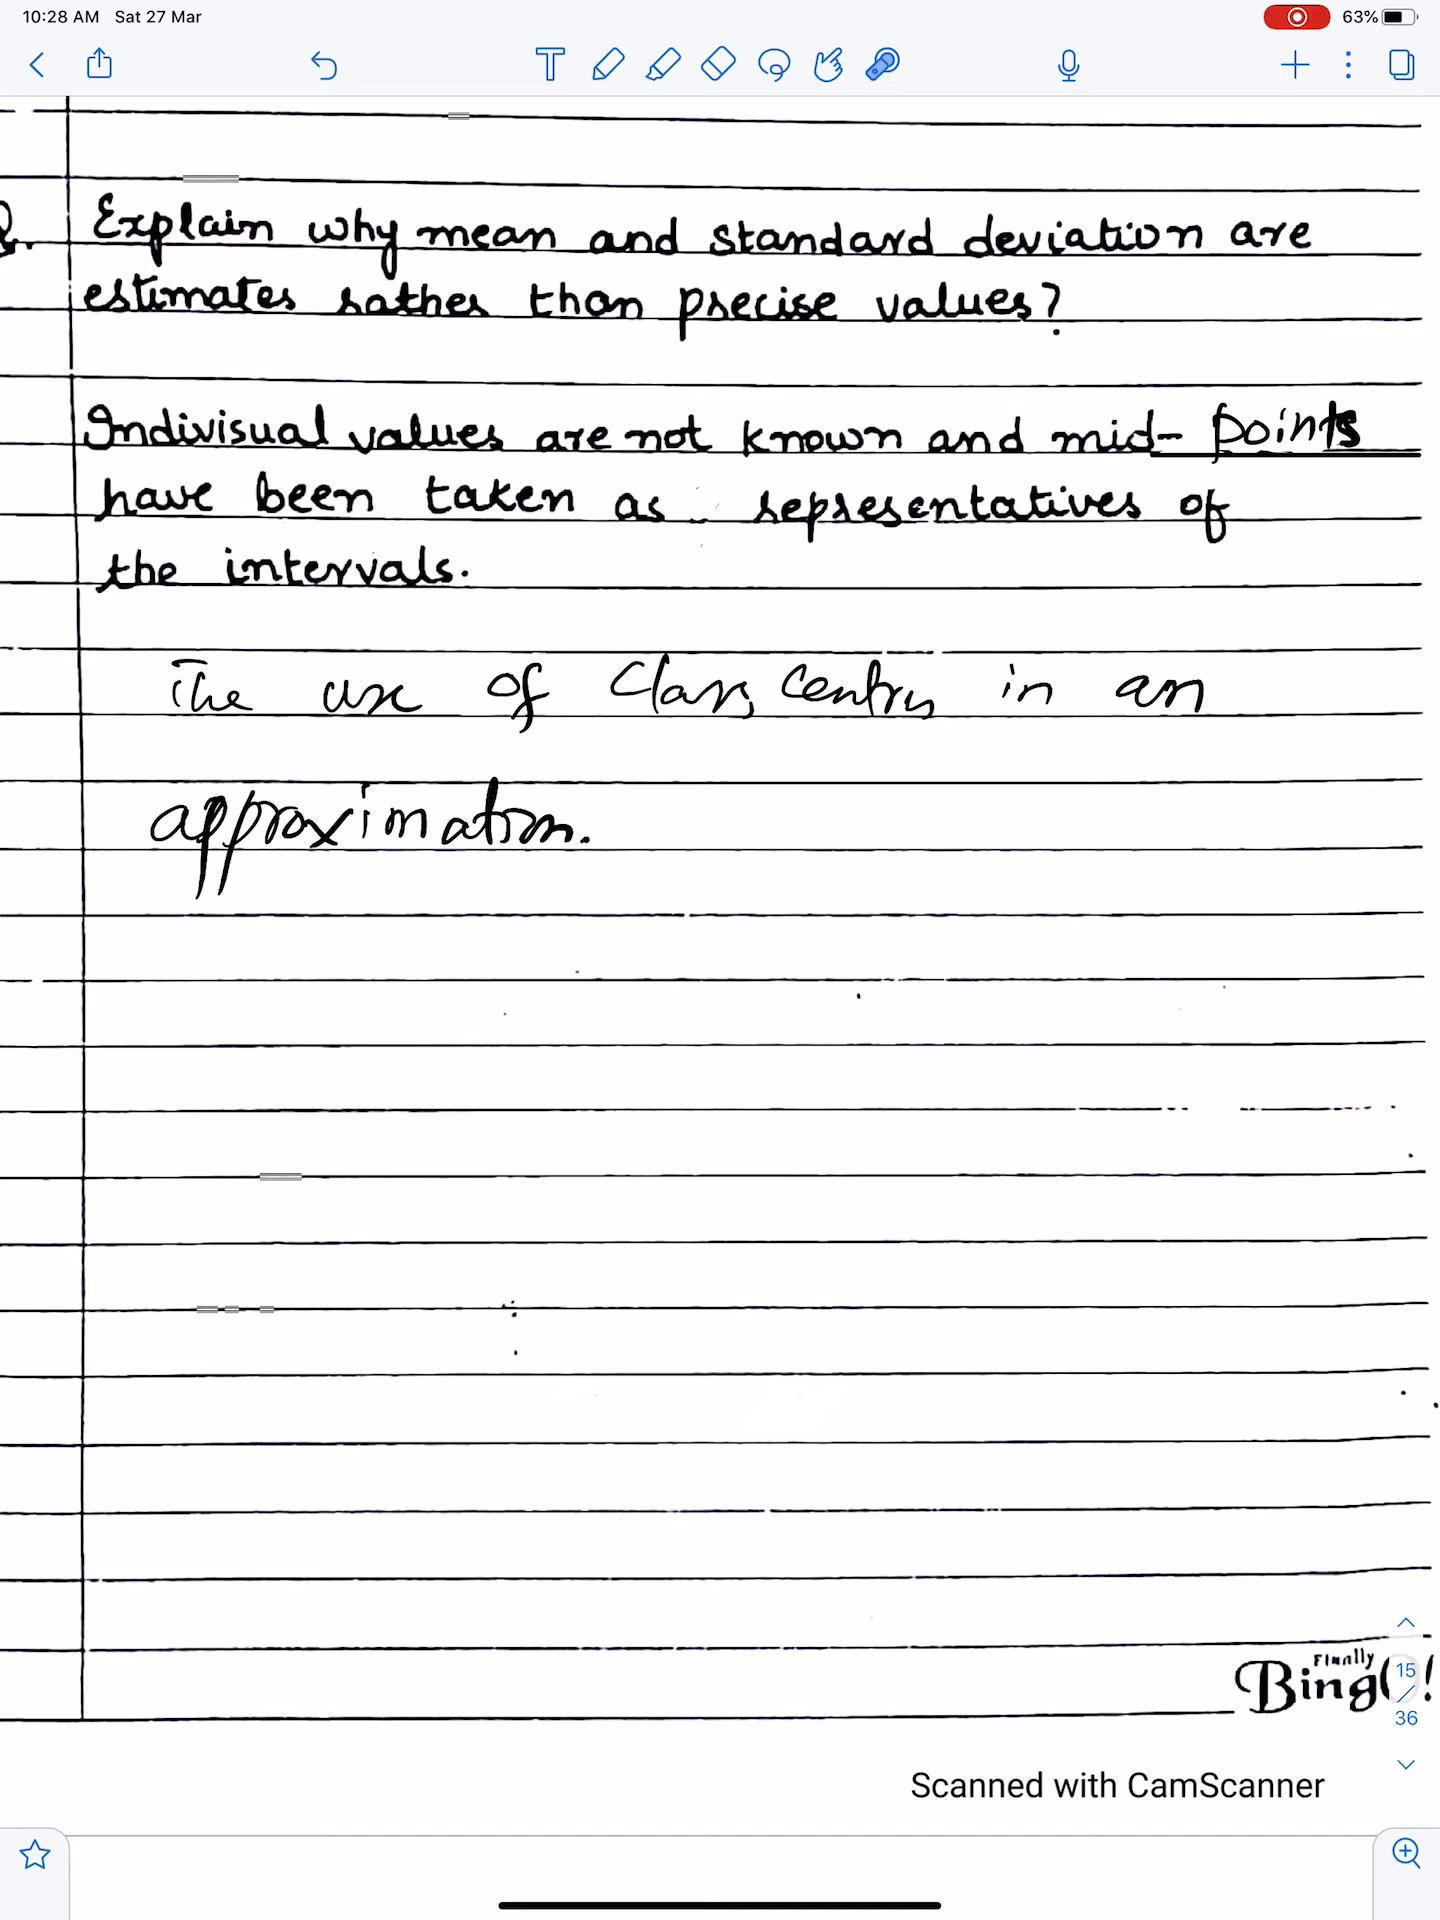 10:28 AM Sat 27 Mar
63%
Q. Explain why mean and standard deviation are
estimates rather than precise values?
Indivisual values are not known and mid- points
have been taken as representatives of
the intervals.
The use of Class Centres in an
approximation.
Finally
BingO!
15
/
36
Scanned with CamScanner